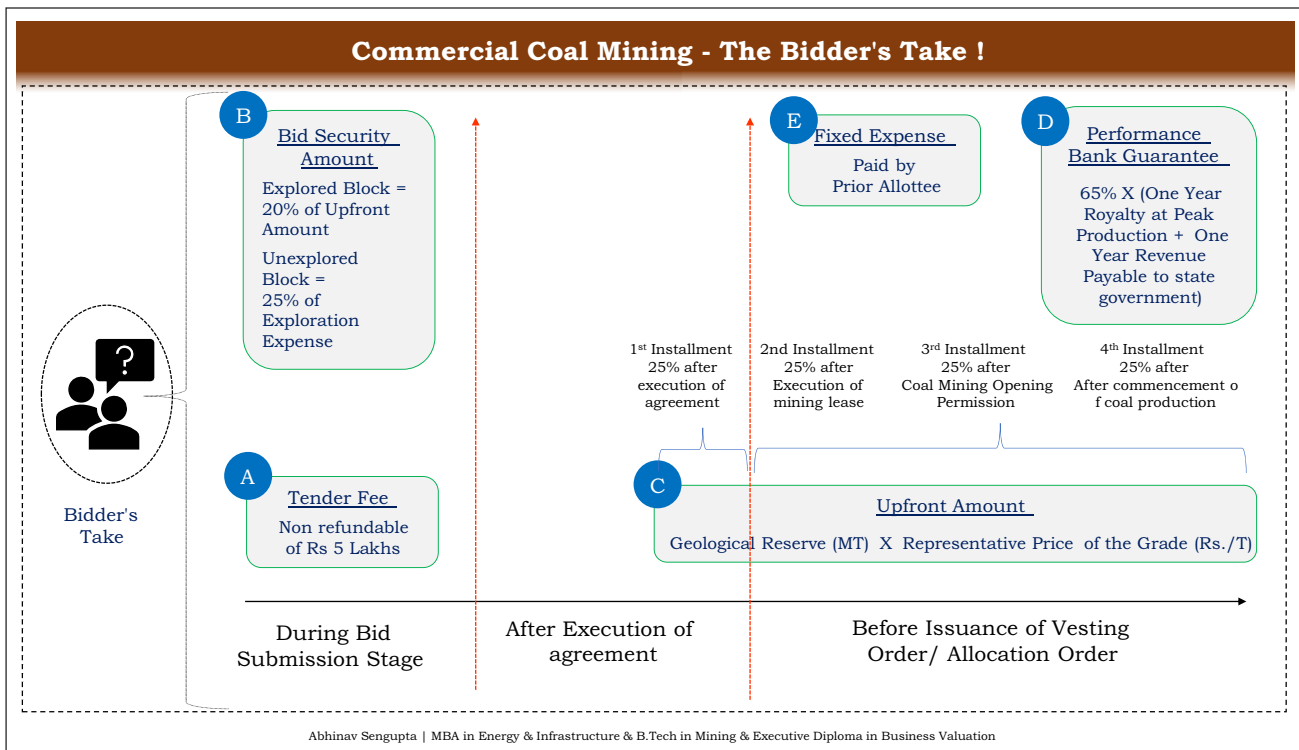 Commercial Coal Mining - The Bidder's Take !
B
Bid Security
Amount
Explored Block =
20% of Upfront
Amount
Unexplored
Block =
25% of
Exploration
Expense
E
Fixed Expense
Paid by
Prior Allottee
D
Performance
Bank Guarantee
65% X (One Year
Royalty at Peak
Production + One
Year Revenue
Payable to state
government)
?
Bidder's
Take
1st Installment
25% after
execution of
agreement
2nd Installment
25% after
Execution of
mining lease
3rd Installment
25% after
Coal Mining Opening
Permission
4th Installment
25% after
After commencement o
f coal production
A
Tender Fee
Non refundable
of Rs 5 Lakhs
C
Upfront Amount
Geological Reserve (MT) X Representative Price of the Grade (Rs./T)
During Bid
Submission Stage
After Execution of
agreement
Before Issuance of Vesting
Order/ Allocation Order
Abhinav Sengupta | MBA in Energy & Infrastructure & B.Tech in Mining & Executive Diploma in Business Valuation